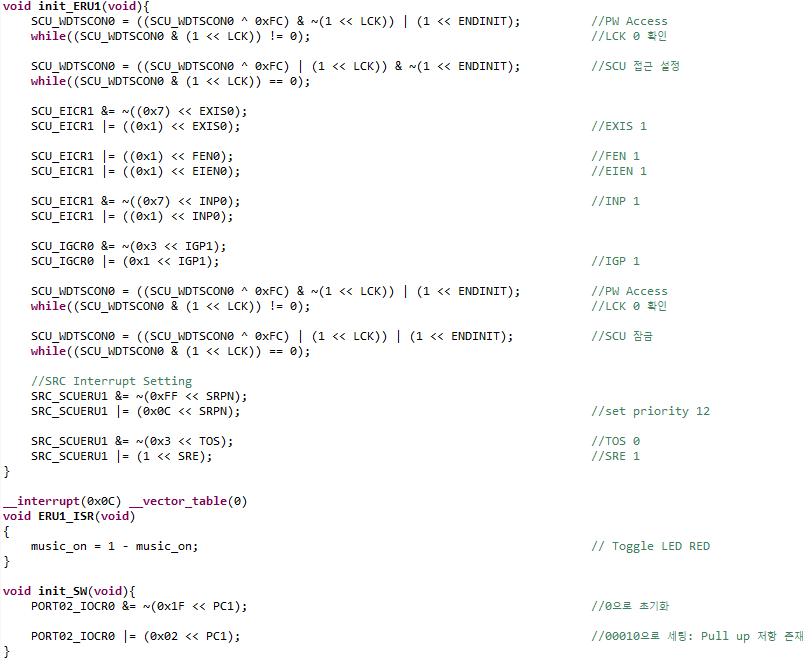 void init_ERU1(void){
SCU_WDTSCON0 = ((SCU_WDTSCON0 ^ 0xFC) & ~(1 << LCK)) | (1 << ENDINIT); //PW Access
while((SCU_WDTSCON0 & (1 << LCK)) != 0); //LCK 0 확인
SCU_WDTSCON0 = ((SCU_WDTSCON0 ^ 0xFC) | (1 << LCK)) & ~(1 << ENDINIT); //SCU 접근 설정
while((SCU_WDTSCON0 & (1 << LCK)) == 0);
SCU_EICR1 &= ~((0x7) << EXIS0);
SCU_EICR1 |= ((0x1) << EXIS0); //EXIS 1
SCU_EICR1 |= ((0x1) << FEN0); //FEN 1
SCU_EICR1 |= ((0x1) << EIEN0); //EIEN 1
SCU_EICR1 &= ~((0x7) << INP0); //INP 1
SCU_EICR1 |= ((0x1) << INP0);
SCU_IGCR0 &= ~(0x3 << IGP1);
SCU_IGCR0 |= (0x1 << IGP1); //IGP 1
SCU_WDTSCON0 = ((SCU_WDTSCON0 ^ 0xFC) & ~(1 << LCK)) | (1 << ENDINIT); //PW Access
while((SCU_WDTSCON0 & (1 << LCK)) != 0); //LCK 0 확인
SCU_WDTSCON0 = ((SCU_WDTSCON0 ^ 0xFC) | (1 << LCK)) | (1 << ENDINIT); //SCU 잠금
while((SCU_WDTSCON0 & (1 << LCK)) == 0);
//SRC Interrupt Setting
SRC_SCUERU1 &= ~(0xFF << SRPN);
SRC_SCUERU1 |= (0x0C << SRPN); //set priority 12
SRC_SCUERU1 &= ~(0x3 << TOS); //TOS 0
SRC_SCUERU1 |= (1 << SRE); //SRE 1
}
__interrupt(0x0C) __vector_table(0)
void ERU1_ISR(void)
{
music_on = 1 - music_on; // Toggle LED RED
}
void init_SW(void){
PORT02_IOCR0 &= ~(0x1F << PC1); //0으로 초기화
PORT02_IOCR0 |= (0x02 << PC1); //00010으로 세팅: Pull up 저항 존재
}